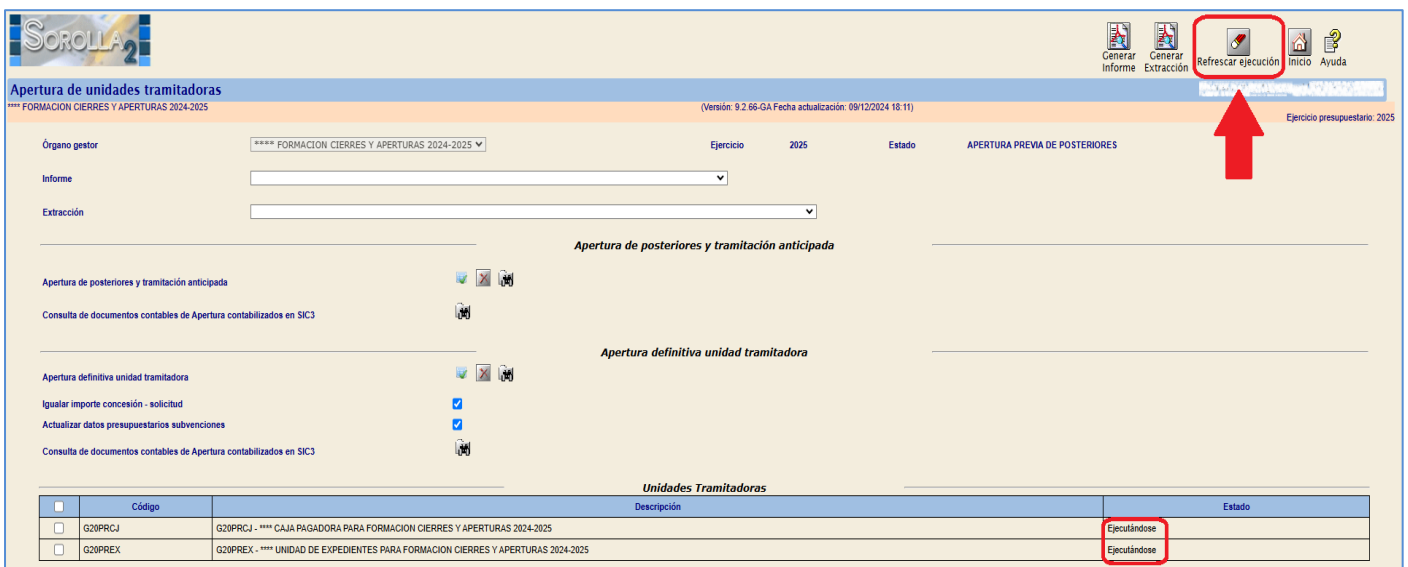 SOROLLA2
Generar Informe
Generar Extracción
Refrescar ejecución
Inicio
Ayuda
Apertura de unidades tramitadoras
**** FORMACION CIERRES Y APERTURAS 2024-2025 (Versión: 9.2.66-GA Fecha actualización: 09/12/2024 18:11)
Ejercicio presupuestario: 2025
Órgano gestor **** FORMACION CIERRES Y APERTURAS 2024-2025 Ejercicio 2025 Estado APERTURA PREVIA DE POSTERIORES
Informe
Extracción
Apertura de posteriores y tramitación anticipada
Apertura de posteriores y tramitación anticipada
Consulta de documentos contables de Apertura contabilizados en SIC3
Apertura definitiva unidad tramitadora
Apertura definitiva unidad tramitadora
Igualar importe concesión - solicitud
Actualizar datos presupuestarios subvenciones
Consulta de documentos contables de Apertura contabilizados en SIC3
Unidades Tramitadoras
Código Descripción Estado
G20PRCJ G20PRCJ - **** CAJA PAGADORA PARA FORMACION CIERRES Y APERTURAS 2024-2025 Ejecutándose
G20PREX G20PREX - **** UNIDAD DE EXPEDIENTES PARA FORMACION CIERRES Y APERTURAS 2024-2025 Ejecutándose